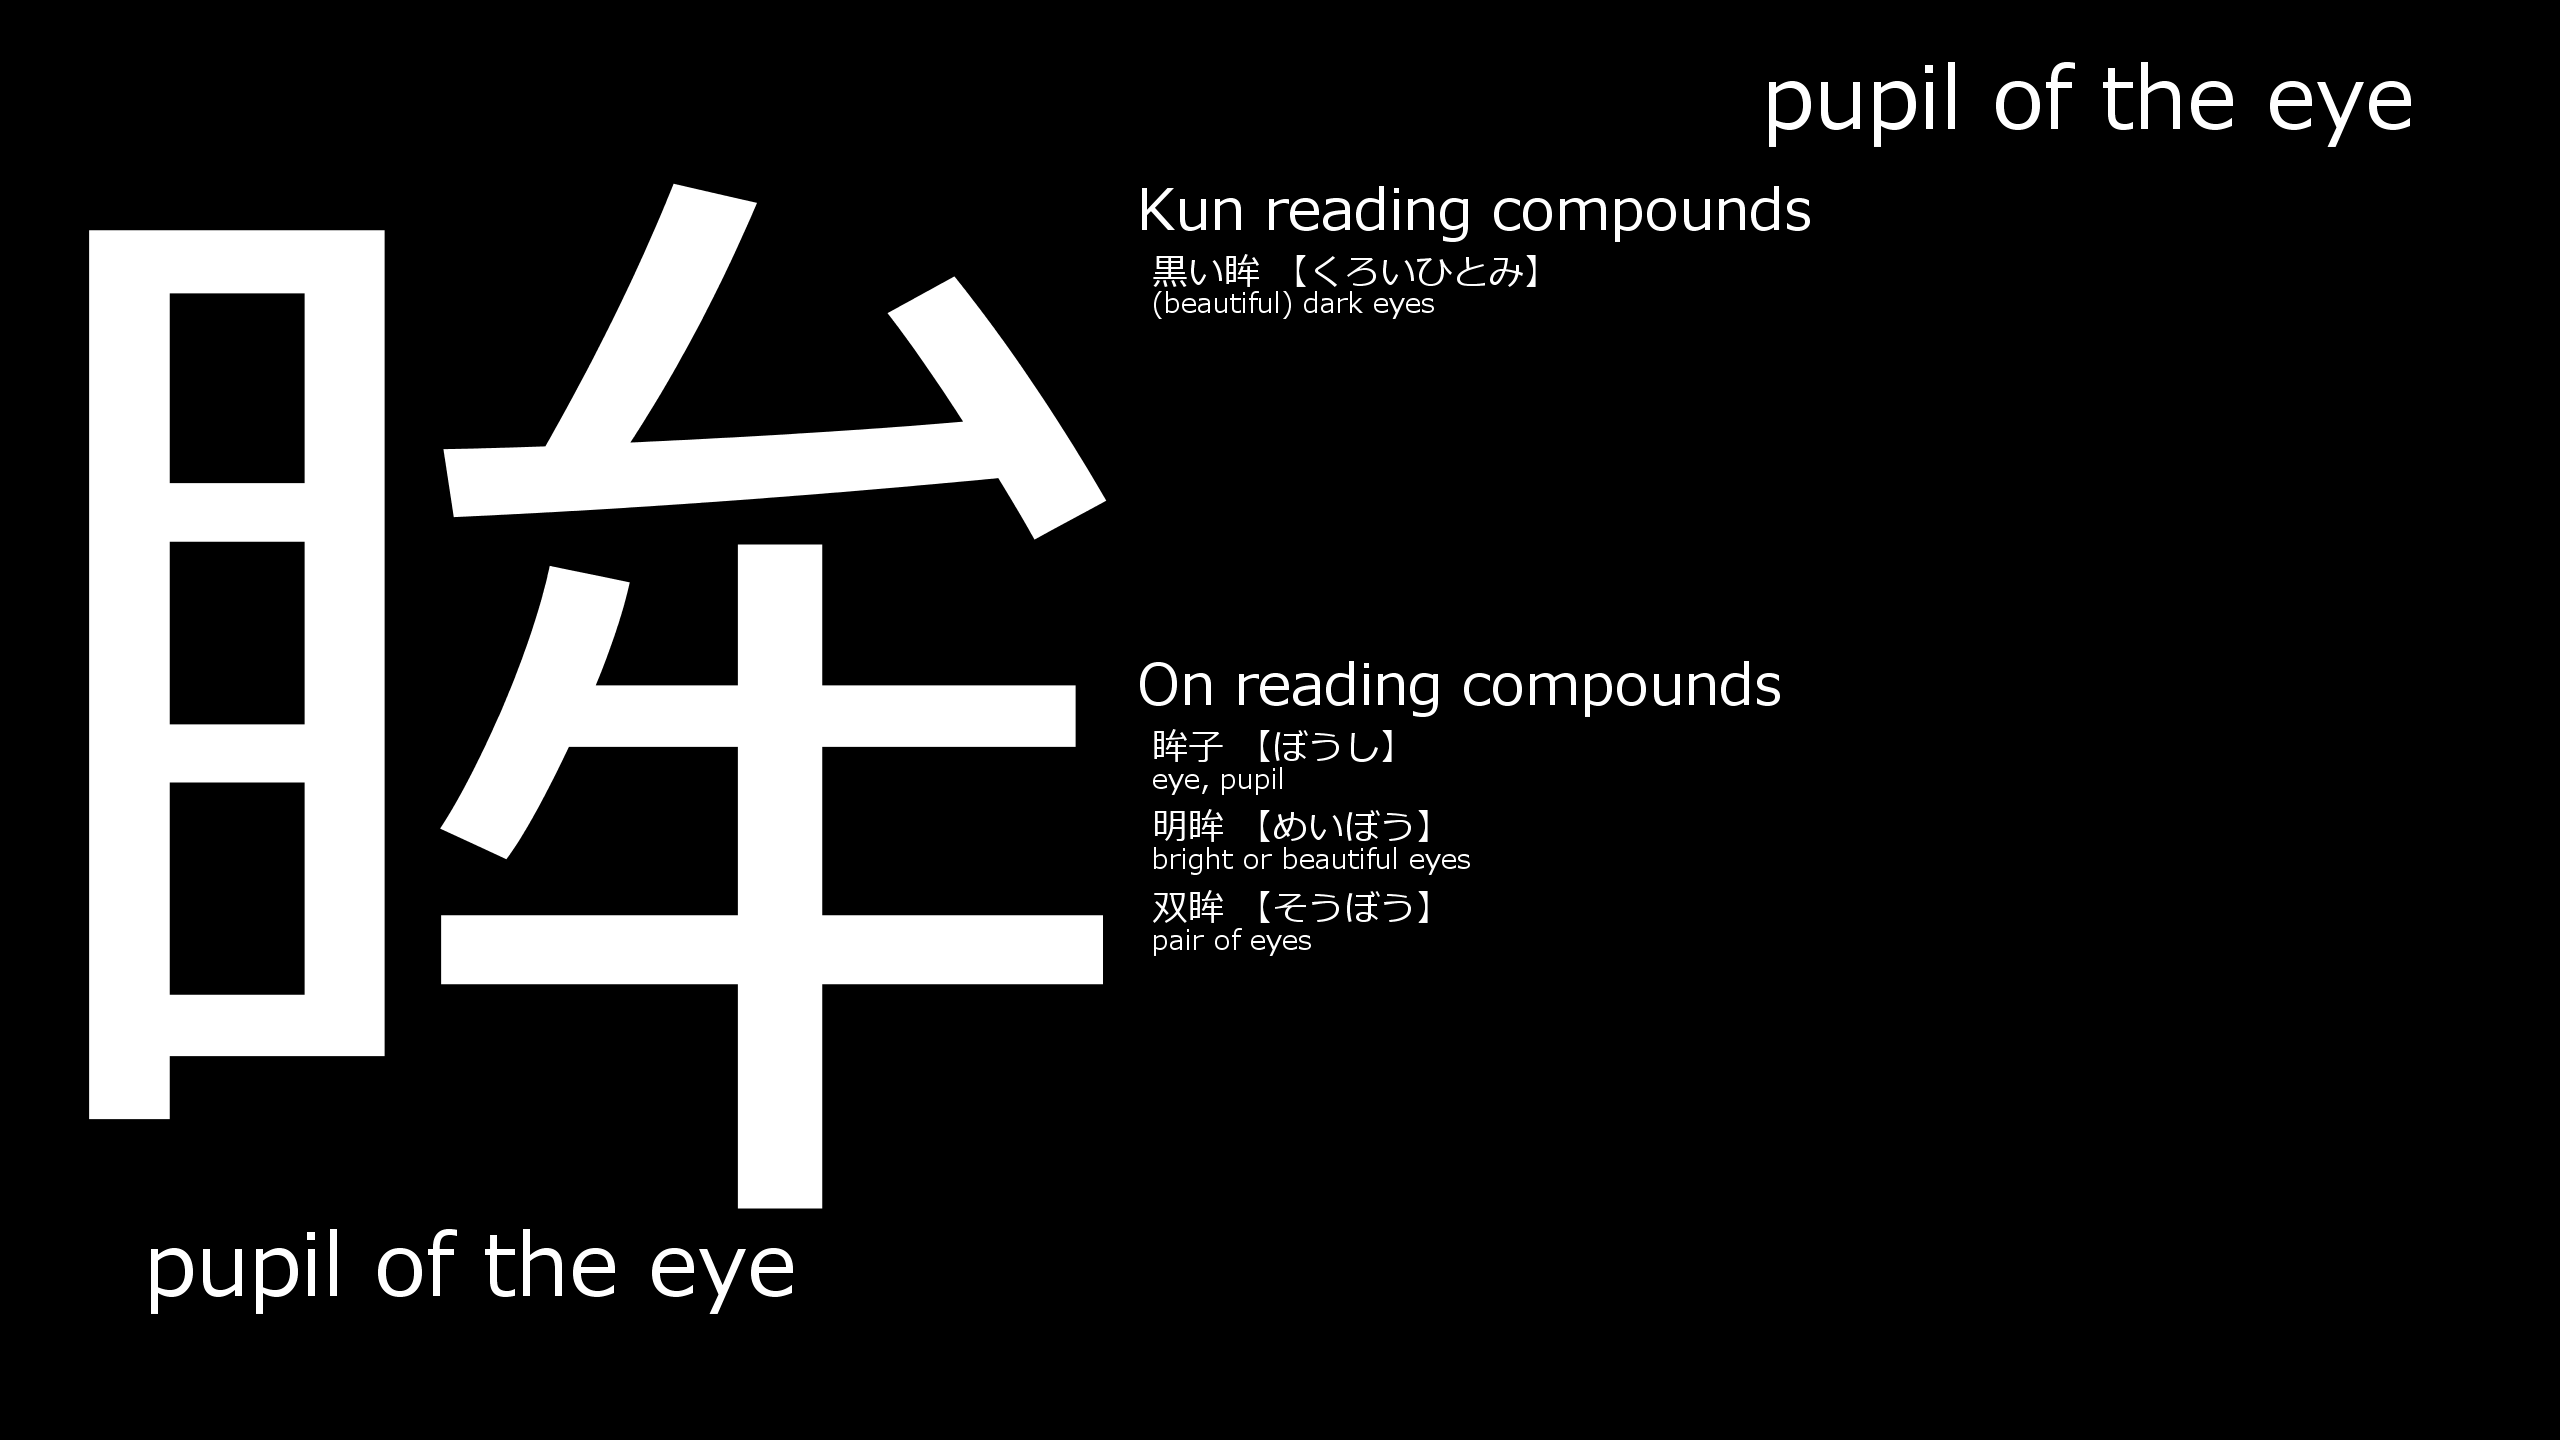 pupil of the eye
眸
Kun reading compounds
黒い眸 【くろいひとみ】
(beautiful) dark eyes
On reading compounds
眸子 【ぼうし】
eye, pupil
明眸 【めいぼう】
bright or beautiful eyes
双眸 【そうぼう】
pair of eyes
pupil of the eye